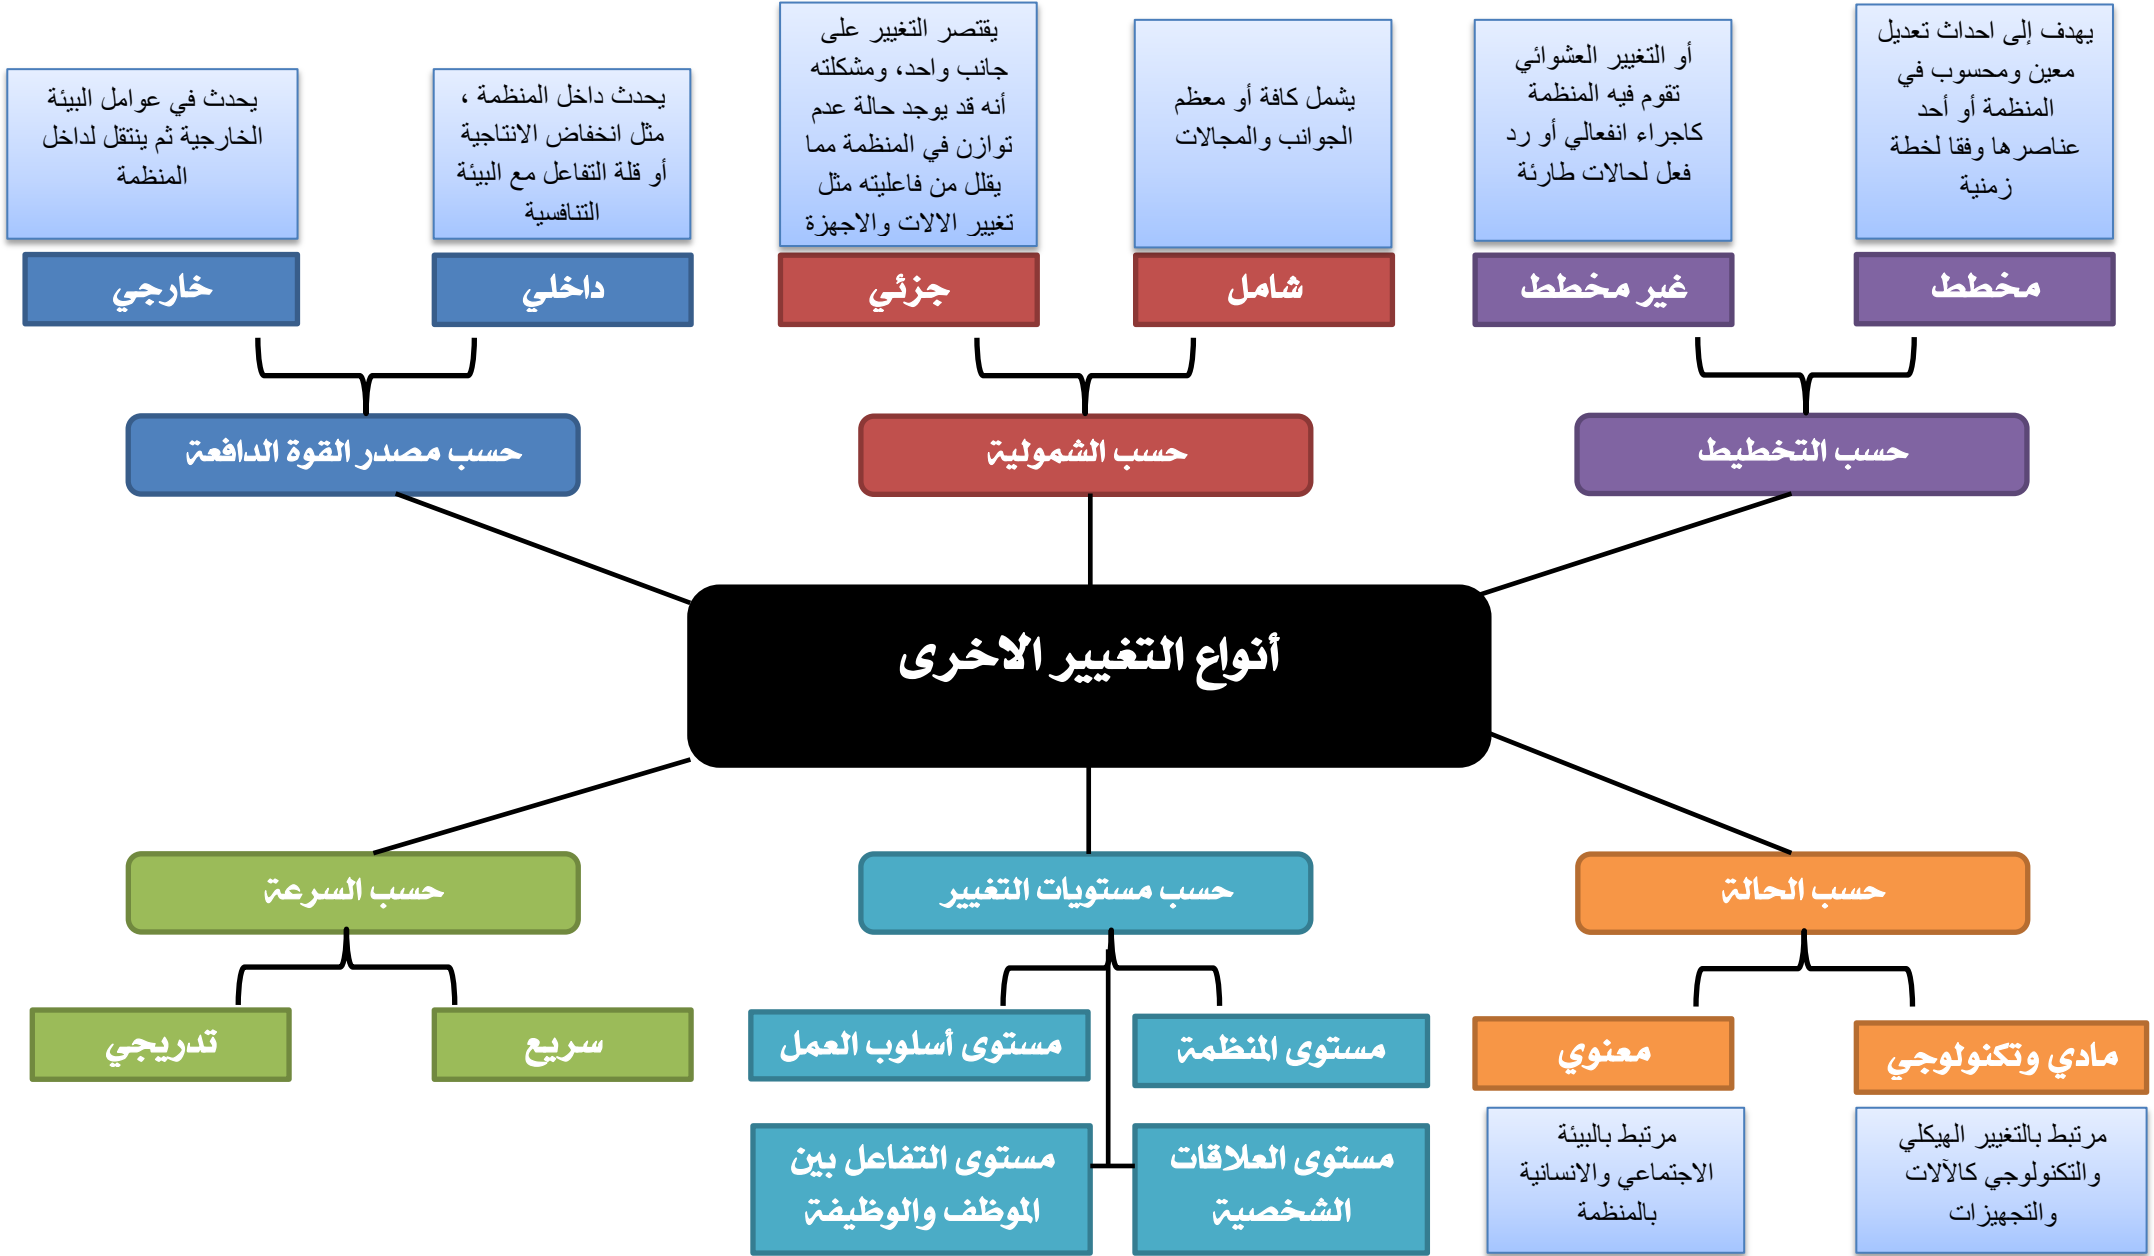 يهدف إلى احداث تعديل
معين ومحسوب في
المنظمة أو أحد
عناصرها وفقا لخطة
زمنية
أو التغيير العشوائي
تقوم فيه المنظمة
كاجراء انفعالي أو رد
فعل لحالات طارئة
يشمل كافة أو معظم
الجوانب والمجالات
يقتصر التغيير على
جانب واحد، ومشكلته
أنه قد يوجد حالة عدم
توازن في المنظمة مما
يقلل من فاعليته مثل
تغيير الالات والاجهزة
يحدث داخل المنظمة ،
مثل انخفاض الانتاجية
أو قلة التفاعل مع البيئة
التنافسية
يحدث في عوامل البيئة
الخارجية ثم ينتقل لداخل
المنظمة
مخطط
غير مخطط
شامل
جزئي
داخلي
خارجي
حسب التخطيط
حسب الشمولية
حسب مصدر القوة الدافعة
أنواع التغيير الاخرى
حسب الحالة
حسب مستويات التغيير
حسب السرعة
مادي وتكنولوجي
معنوي
مستوى المنظمة
مستوى أسلوب العمل
سريع
تدريجي
مرتبط بالتغيير الهيكلي
والتكنولوجي كالآلات
والتجهيزات
مرتبط بالبيئة
الاجتماعي والانسانية
بالمنظمة
مستوى العلاقات
الشخصية
مستوى التفاعل بين
الموظف والوظيفة